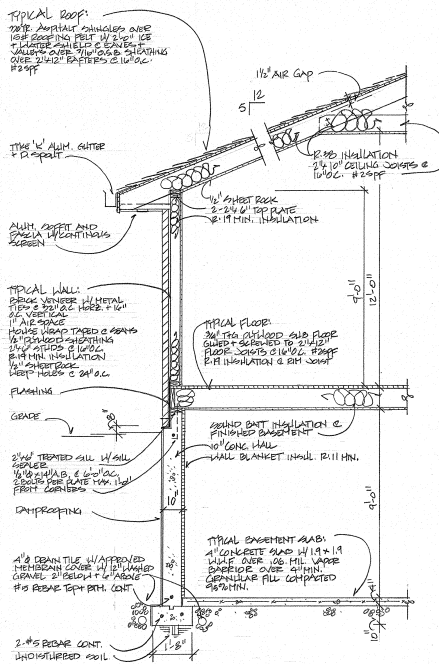 TYPICAL ROOF:
ASPHALT SHINGLES OVER
15# ROOFING FELT W/ 2'-0" ICE
+ WATER SHIELD @ EAVES +
VALLEYS OVER 7/16" O.S.B. SHEATHING
OVER 2"x12" RAFTERS @ 16" O.C.
#2SPF
1½" AIR GAP
12
5
TYPE 'K' ALUM. GUTTER
+ D. SPOUT
R-38 INSULATION
2"x10" CEILING JOISTS @
16" O.C. #2SPF
½" SHEET ROCK
2-2"x6" TOP PLATE
R-19 MIN. INSULATION
ALUM. SOFFIT AND
FASCIA W/ CONTINOUS
SCREEN
9'-0"
12'-0"
TYPICAL WALL:
BRICK VENEER W/ METAL
TIES @ 32" O.C. HORZ. + 16"
O.C. VERTICAL
1" AIR SPACE
HOUSE WRAP TAPED @ SEAMS
½" PLYWOOD SHEATHING
2"x6" STUDS @ 16" O.C.
R-19 MIN. INSULATION
½" SHEETROCK
WEEP HOLES @ 24" O.C.
TYPICAL FLOOR:
¾" T+G PLYWOOD SUB FLOOR
GLUED + SCREWED TO 2"x12"
FLOOR JOISTS @ 16" O.C. #2SPF
R-19 INSULATION @ RIM JOIST
FLASHING
GRADE
8"
SOUND BATT INSULATION @
FINISHED BASEMENT
10" CONC. WALL
WALL BLANKET INSUL. R-11 MIN.
2"x6" TREATED SILL W/ SILL
SEALER
½"Ø x 14" A.B. @ 6'-0" O.C.
2 BOLTS PER PLATE MAX. 1'-0"
FROM CORNERS
10"
9'-0"
DAMPROOFING
4"Ø DRAIN TILE W/ APPROVED
MEMBRAIN COVER W/ 12" WASHED
GRAVEL 2" BELOW + 6" ABOVE
#5 REBAR TOP + BTM. CONT.
TYPICAL BASEMENT SLAB:
4" CONCRETE SLAB W/ 1.9 x 1.9
W.W.F. OVER .06 MIL. VAPOR
BARRIOR OVER 4" MIN.
GRANULAR FILL COMPACTED
95% MIN.
4"
10"
2-#5 REBAR CONT.
UNDISTURBED SOIL
1'-8"